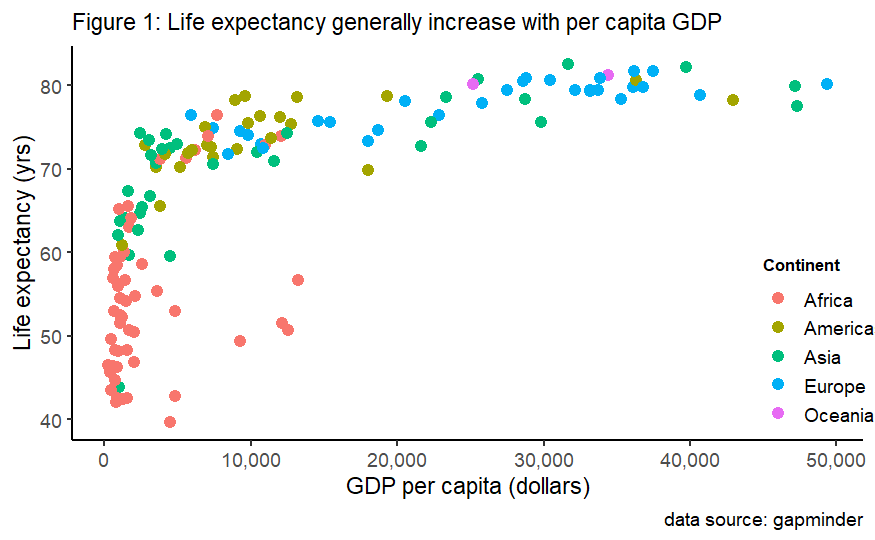 Figure 1: Life expectancy generally increase with per capita GDP
Life expectancy (yrs)
80
70
60
50
40
Continent
Africa
America
Asia
Europe
Oceania
0 10,000 20,000 30,000 40,000 50,000
GDP per capita (dollars)
data source: gapminder